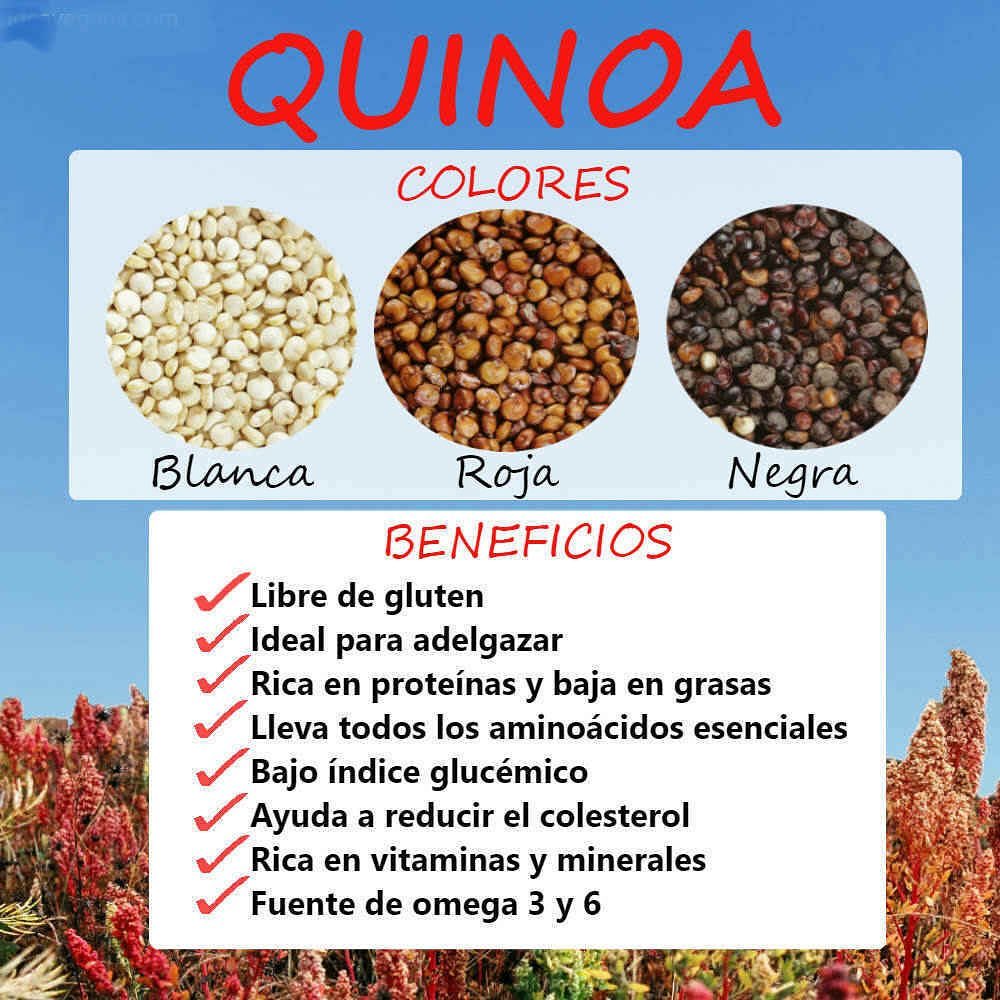 QUINOA
COLORES
Blanca
Roja
Negra
BENEFICIOS
Libre de gluten
Ideal para adelgazar
Rica en proteínas y baja en grasas
Lleva todos los aminoácidos esenciales
Bajo índice glucémico
Ayuda a reducir el colesterol
Rica en vitaminas y minerales
Fuente de omega 3 y 6